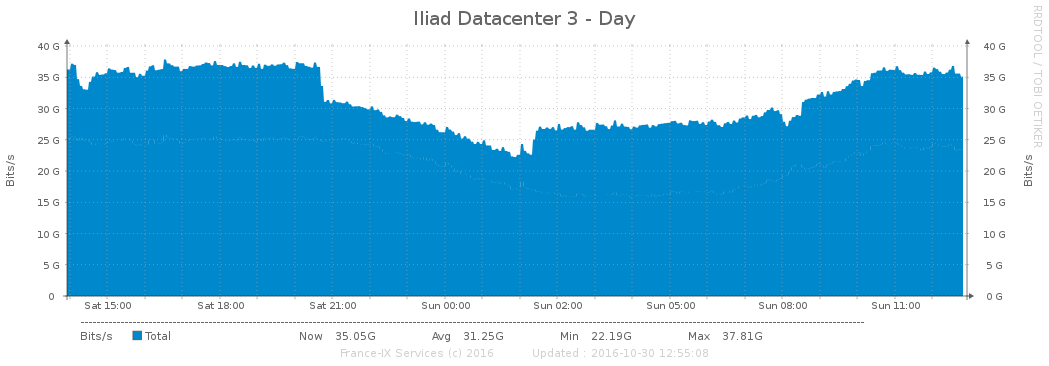 Iliad Datacenter 3 - Day
RRDTOOL / TOBI OETIKER
Bits/s
40 G
35 G
30 G
25 G
20 G
15 G
10 G
5 G
0
40 G
35 G
30 G
25 G
20 G
15 G
10 G
5 G
0 G
Bits/s
Sat 15:00 Sat 18:00 Sat 21:00 Sun 00:00 Sun 02:00 Sun 05:00 Sun 08:00 Sun 11:00
Bits/s Total Now 35.05G Avg 31.25G Min 22.19G Max 37.81G
France-IX Services (c) 2016 Updated : 2016-10-30 12:55:08